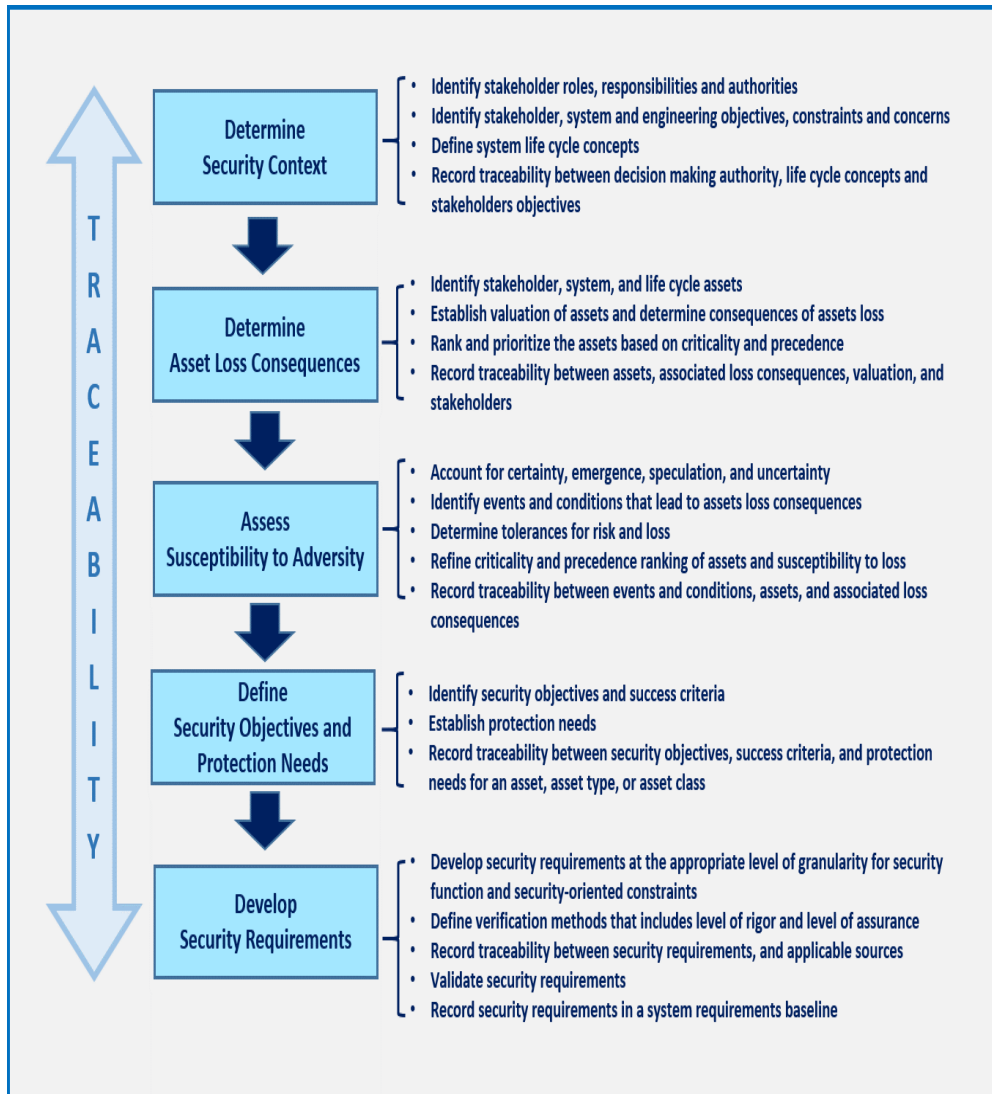 TRACEABILITY
Determine
Security Context
• Identify stakeholder roles, responsibilities and authorities
• Identify stakeholder, system and engineering objectives, constraints and concerns
• Define system life cycle concepts
• Record traceability between decision making authority, life cycle concepts and
stakeholders objectives
Determine
Asset Loss Consequences
• Identify stakeholder, system, and life cycle assets
• Establish valuation of assets and determine consequences of assets loss
• Rank and prioritize the assets based on criticality and precedence
• Record traceability between assets, associated loss consequences, valuation, and
stakeholders
Assess
Susceptibility to Adversity
• Account for certainty, emergence, speculation, and uncertainty
• Identify events and conditions that lead to assets loss consequences
• Determine tolerances for risk and loss
• Refine criticality and precedence ranking of assets and susceptibility to loss
• Record traceability between events and conditions, assets, and associated loss
consequences
Define
Security Objectives and
Protection Needs
• Identify security objectives and success criteria
• Establish protection needs
• Record traceability between security objectives, success criteria, and protection
needs for an asset, asset type, or asset class
Develop
Security Requirements
• Develop security requirements at the appropriate level of granularity for security
function and security-oriented constraints
• Define verification methods that includes level of rigor and level of assurance
• Record traceability between security requirements, and applicable sources
• Validate security requirements
• Record security requirements in a system requirements baseline